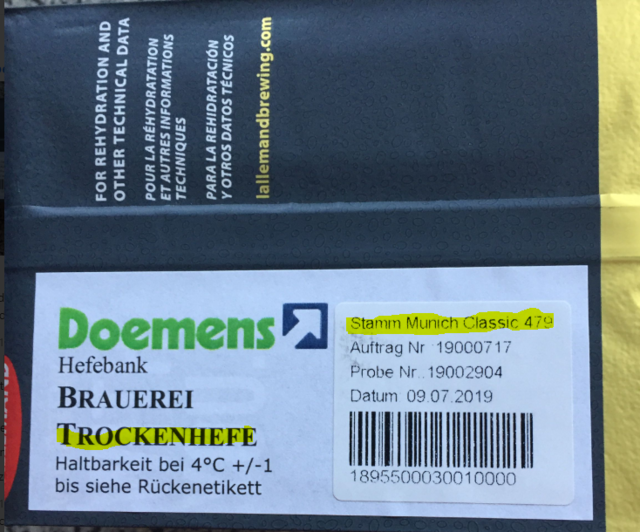 FOR REHYDRATION AND
OTHER TECHNICAL DATA
POUR LA RÉHYDRATATION
ET AUTRES INFORMATIONS
TECHNIQUES
PARA LA REHIDRATACIÓN
Y OTROS DATOS TÉCNICOS
lallemandbrewing.com
Doemens
Hefebank
BRAUEREI
TROCKENHEFE
Haltbarkeit bei 4°C +/-1
bis siehe Rückenetikett
Stamm Munich Classic 479
Auftrag Nr 19000717
Probe Nr. 19002904
Datum 09.07.2019
1895500030010000